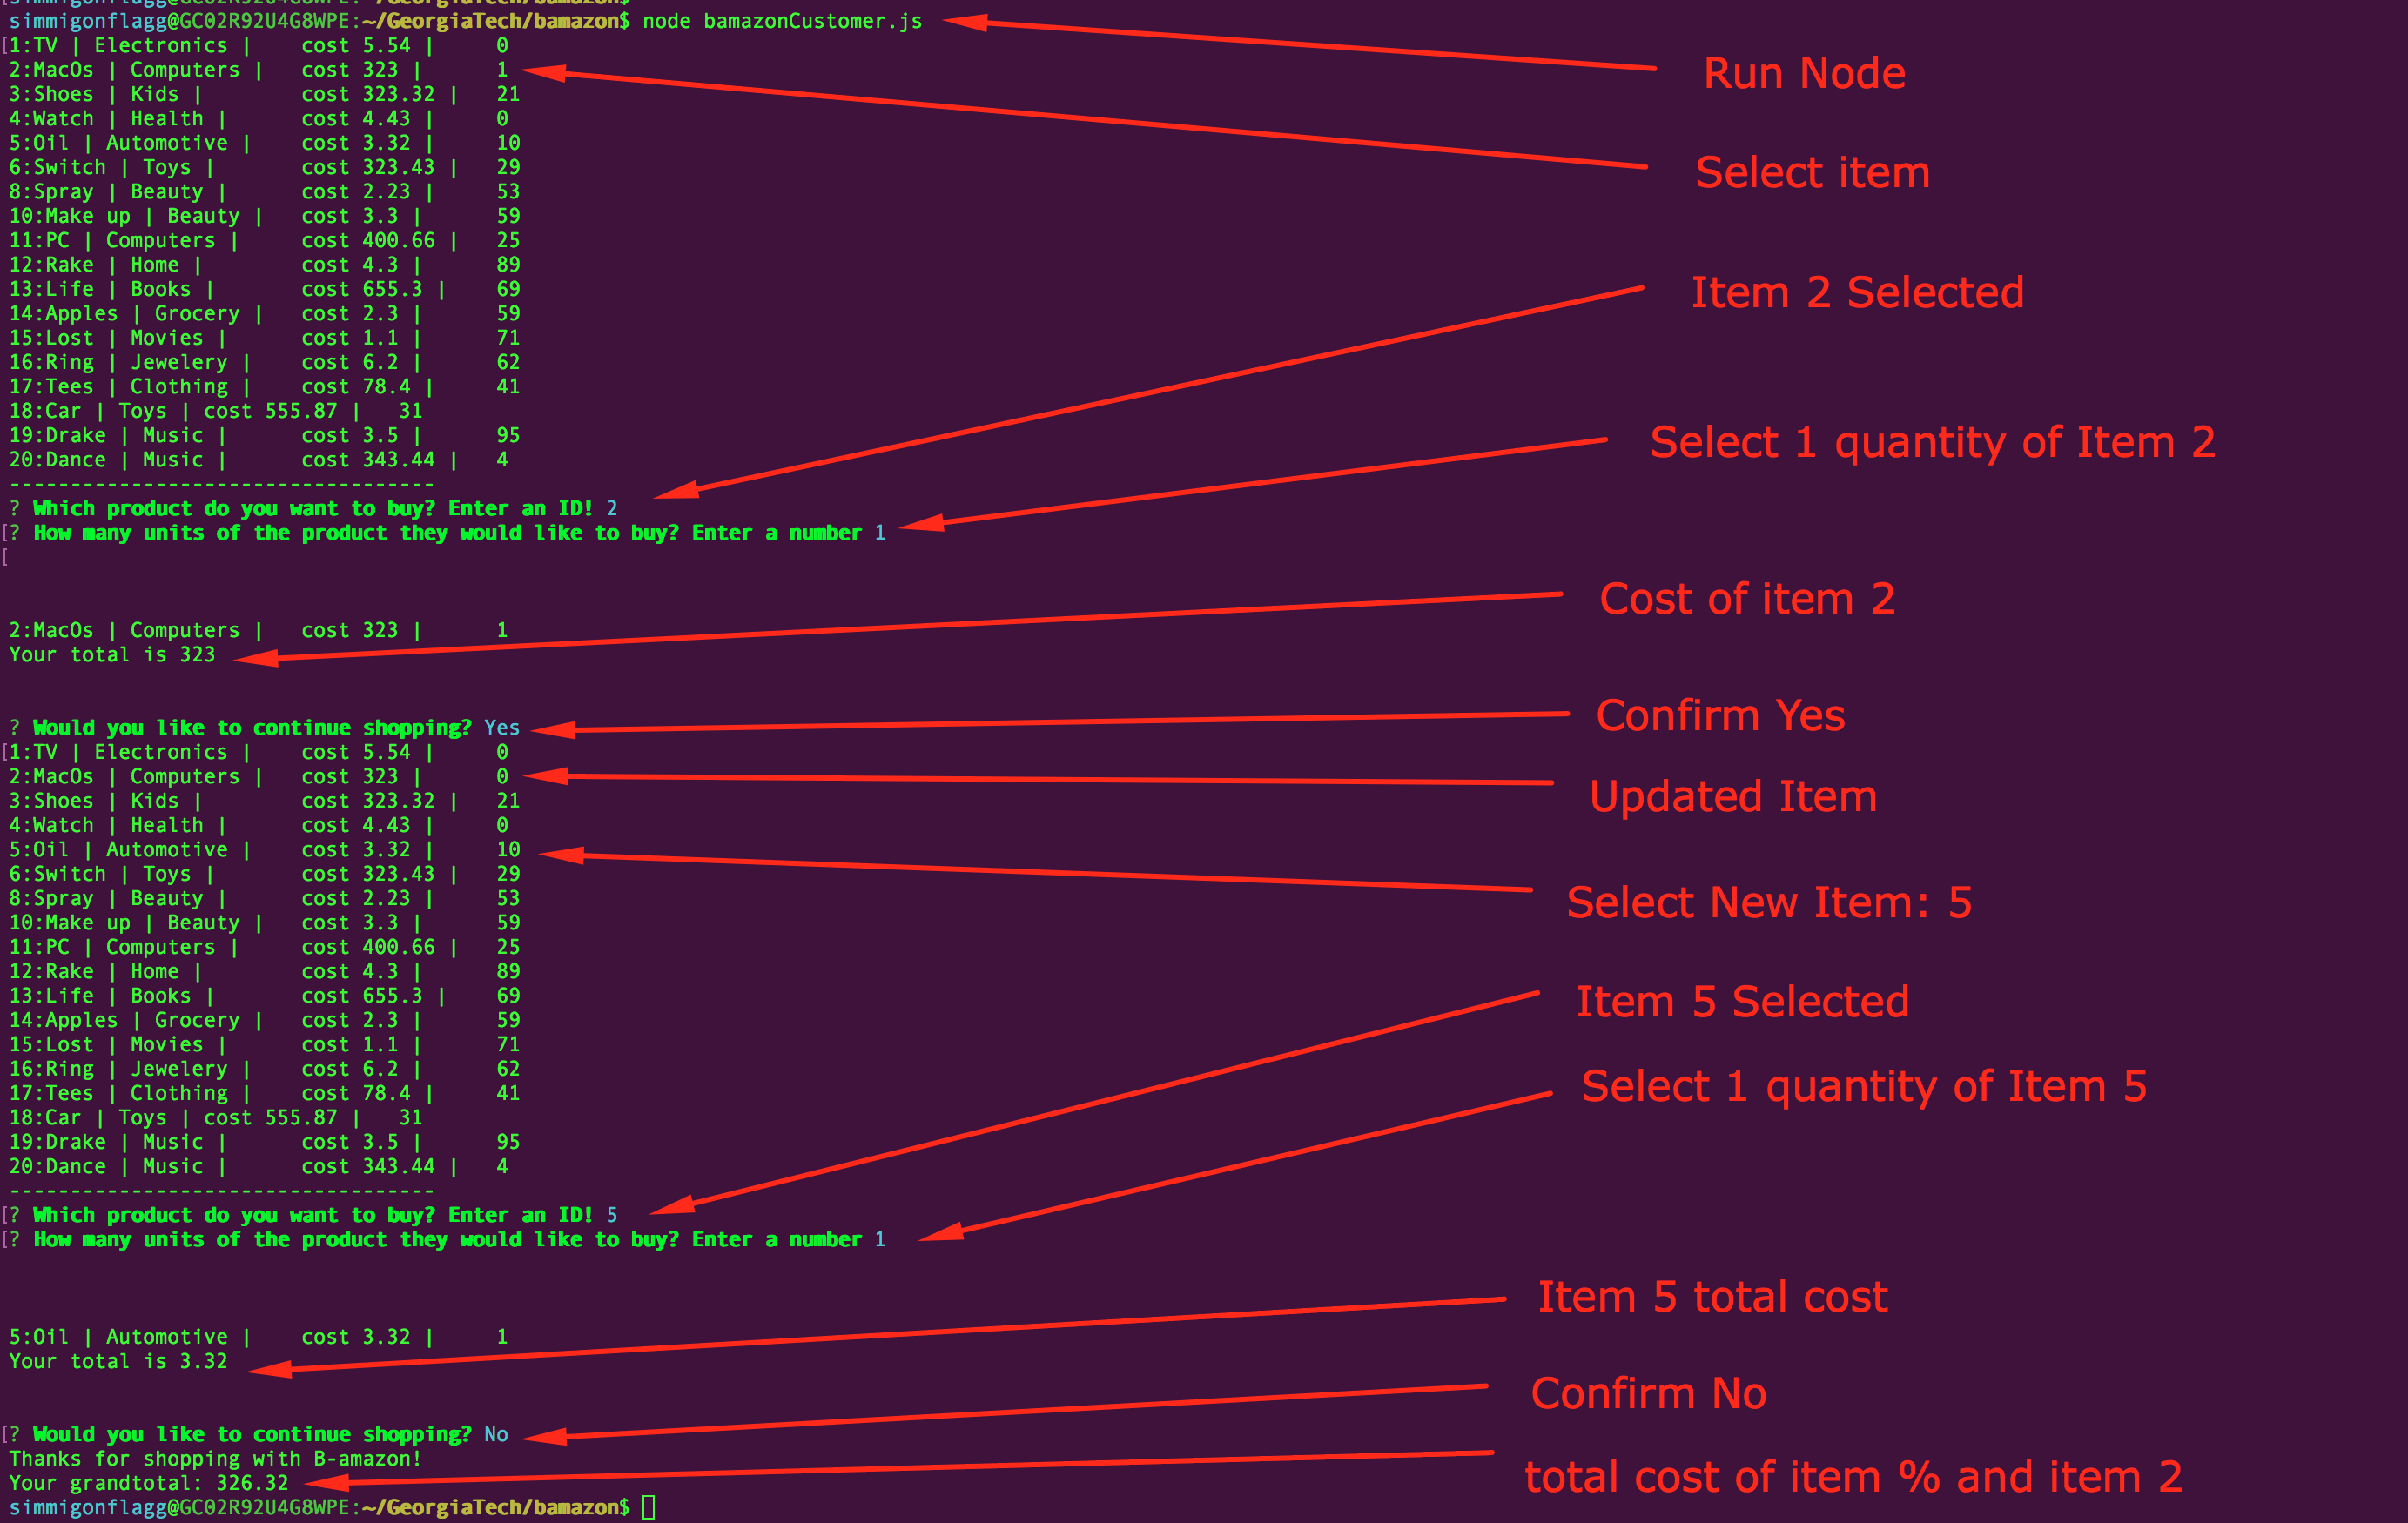 simmigonflagg@GC02R92U4G8WPE:~/GeorgiaTech/bamazon$
simmigonflagg@GC02R92U4G8WPE:~/GeorgiaTech/bamazon$ node bamazonCustomer.js
Run Node
[1:TV | Electronics | cost 5.54 | 0
2:MacOs | Computers | cost 323 | 1
Select item
3:Shoes | Kids | cost 323.32 | 21
4:Watch | Health | cost 4.43 | 0
5:Oil | Automotive | cost 3.32 | 10
6:Switch | Toys | cost 323.43 | 29
8:Spray | Beauty | cost 2.23 | 53
10:Make up | Beauty | cost 3.3 | 59
11:PC | Computers | cost 400.66 | 25
12:Rake | Home | cost 4.3 | 89
13:Life | Books | cost 655.3 | 69
14:Apples | Grocery | cost 2.3 | 59
15:Lost | Movies | cost 1.1 | 71
16:Ring | Jewelery | cost 6.2 | 62
17:Tees | Clothing | cost 78.4 | 41
18:Car | Toys | cost 555.87 | 31
19:Drake | Music | cost 3.5 | 95
20:Dance | Music | cost 343.44 | 4
-----------------------------------
? Which product do you want to buy? Enter an ID! 2
Item 2 Selected
[? How many units of the product they would like to buy? Enter a number 1
Select 1 quantity of Item 2
[
2:MacOs | Computers | cost 323 | 1
Your total is 323
Cost of item 2
? Would you like to continue shopping? Yes
Confirm Yes
[1:TV | Electronics | cost 5.54 | 0
2:MacOs | Computers | cost 323 | 0
Updated Item
3:Shoes | Kids | cost 323.32 | 21
4:Watch | Health | cost 4.43 | 0
5:Oil | Automotive | cost 3.32 | 10
Select New Item: 5
6:Switch | Toys | cost 323.43 | 29
8:Spray | Beauty | cost 2.23 | 53
10:Make up | Beauty | cost 3.3 | 59
11:PC | Computers | cost 400.66 | 25
12:Rake | Home | cost 4.3 | 89
13:Life | Books | cost 655.3 | 69
14:Apples | Grocery | cost 2.3 | 59
15:Lost | Movies | cost 1.1 | 71
16:Ring | Jewelery | cost 6.2 | 62
17:Tees | Clothing | cost 78.4 | 41
18:Car | Toys | cost 555.87 | 31
19:Drake | Music | cost 3.5 | 95
20:Dance | Music | cost 343.44 | 4
-----------------------------------
[? Which product do you want to buy? Enter an ID! 5
Item 5 Selected
[? How many units of the product they would like to buy? Enter a number 1
Select 1 quantity of Item 5
5:Oil | Automotive | cost 3.32 | 1
Your total is 3.32
Item 5 total cost
[? Would you like to continue shopping? No
Confirm No
Thanks for shopping with B-amazon!
Your grandtotal: 326.32
total cost of item % and item 2
simmigonflagg@GC02R92U4G8WPE:~/GeorgiaTech/bamazon$